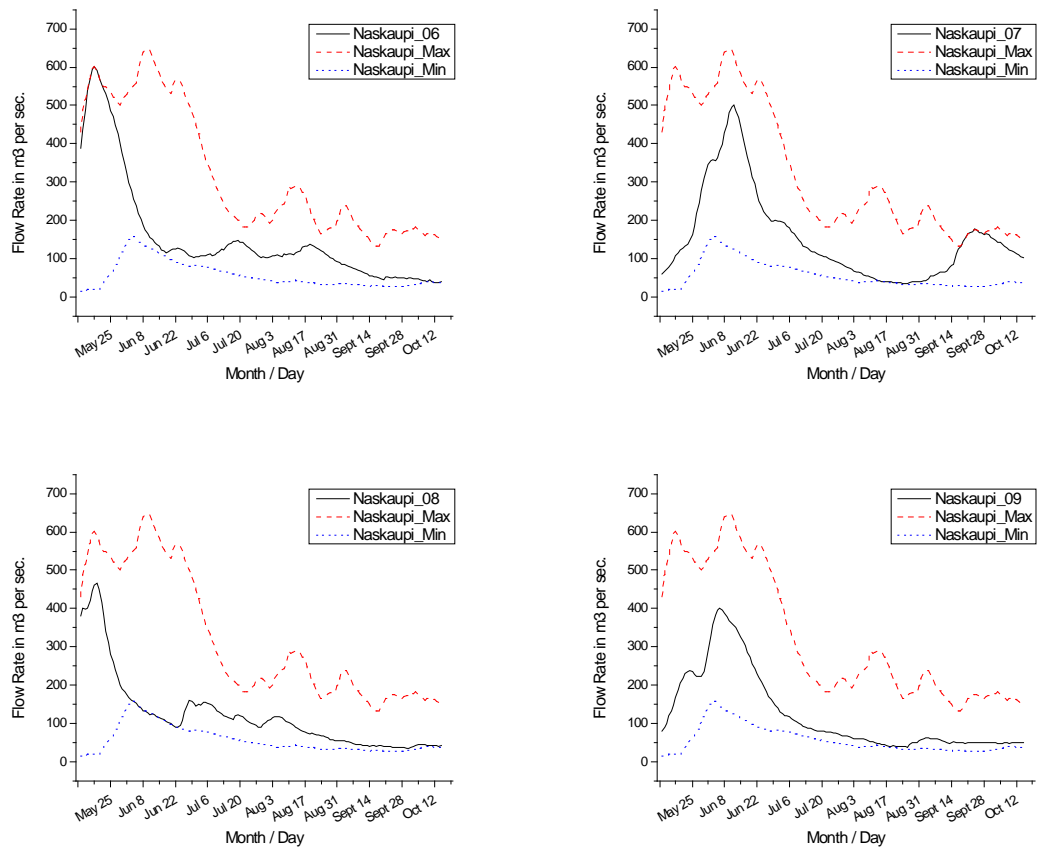 700
600
500
400
300
200
100
0
Flow Rate in m3 per sec.
Naskaupi_06
Naskaupi_Max
Naskaupi_Min
May 25
Jun 8
Jun 22
Jul 6
Jul 20
Aug 3
Aug 17
Aug 31
Sept 14
Sept 28
Oct 12
Month / Day
700
600
500
400
300
200
100
0
Flow Rate in m3 per sec.
Naskaupi_07
Naskaupi_Max
Naskaupi_Min
May 25
Jun 8
Jun 22
Jul 6
Jul 20
Aug 3
Aug 17
Aug 31
Sept 14
Sept 28
Oct 12
Month / Day
700
600
500
400
300
200
100
0
Flow Rate in m3 per sec.
Naskaupi_08
Naskaupi_Max
Naskaupi_Min
May 25
Jun 8
Jun 22
Jul 6
Jul 20
Aug 3
Aug 17
Aug 31
Sept 14
Sept 28
Oct 12
Month / Day
700
600
500
400
300
200
100
0
Flow Rate in m3 per sec.
Naskaupi_09
Naskaupi_Max
Naskaupi_Min
May 25
Jun 8
Jun 22
Jul 6
Jul 20
Aug 3
Aug 17
Aug 31
Sept 14
Sept 28
Oct 12
Month / Day